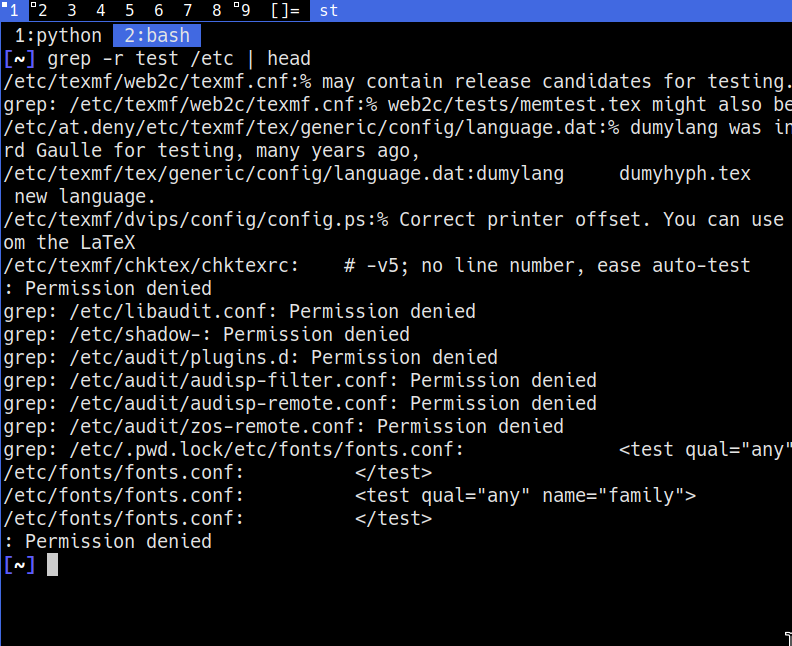 1 2 3 4 5 6 7 8 9 []= st
1:python 2:bash
[~] grep -r test /etc | head
/etc/texmf/web2c/texmf.cnf:% may contain release candidates for testing.
grep: /etc/texmf/web2c/texmf.cnf:% web2c/tests/memtest.tex might also be
/etc/at.deny/etc/texmf/tex/generic/config/language.dat:% dumylang was in
rd Gaulle for testing, many years ago,
/etc/texmf/tex/generic/config/language.dat:dumylang     dumyhyph.tex
 new language.
/etc/texmf/dvips/config/config.ps:% Correct printer offset. You can use
om the LaTeX
/etc/texmf/chktex/chktexrc:    # -v5; no line number, ease auto-test
: Permission denied
grep: /etc/libaudit.conf: Permission denied
grep: /etc/shadow-: Permission denied
grep: /etc/audit/plugins.d: Permission denied
grep: /etc/audit/audisp-filter.conf: Permission denied
grep: /etc/audit/audisp-remote.conf: Permission denied
grep: /etc/audit/zos-remote.conf: Permission denied
grep: /etc/.pwd.lock/etc/fonts/fonts.conf:              <test qual="any"
/etc/fonts/fonts.conf:          </test>
/etc/fonts/fonts.conf:          <test qual="any" name="family">
/etc/fonts/fonts.conf:          </test>
: Permission denied
[~]